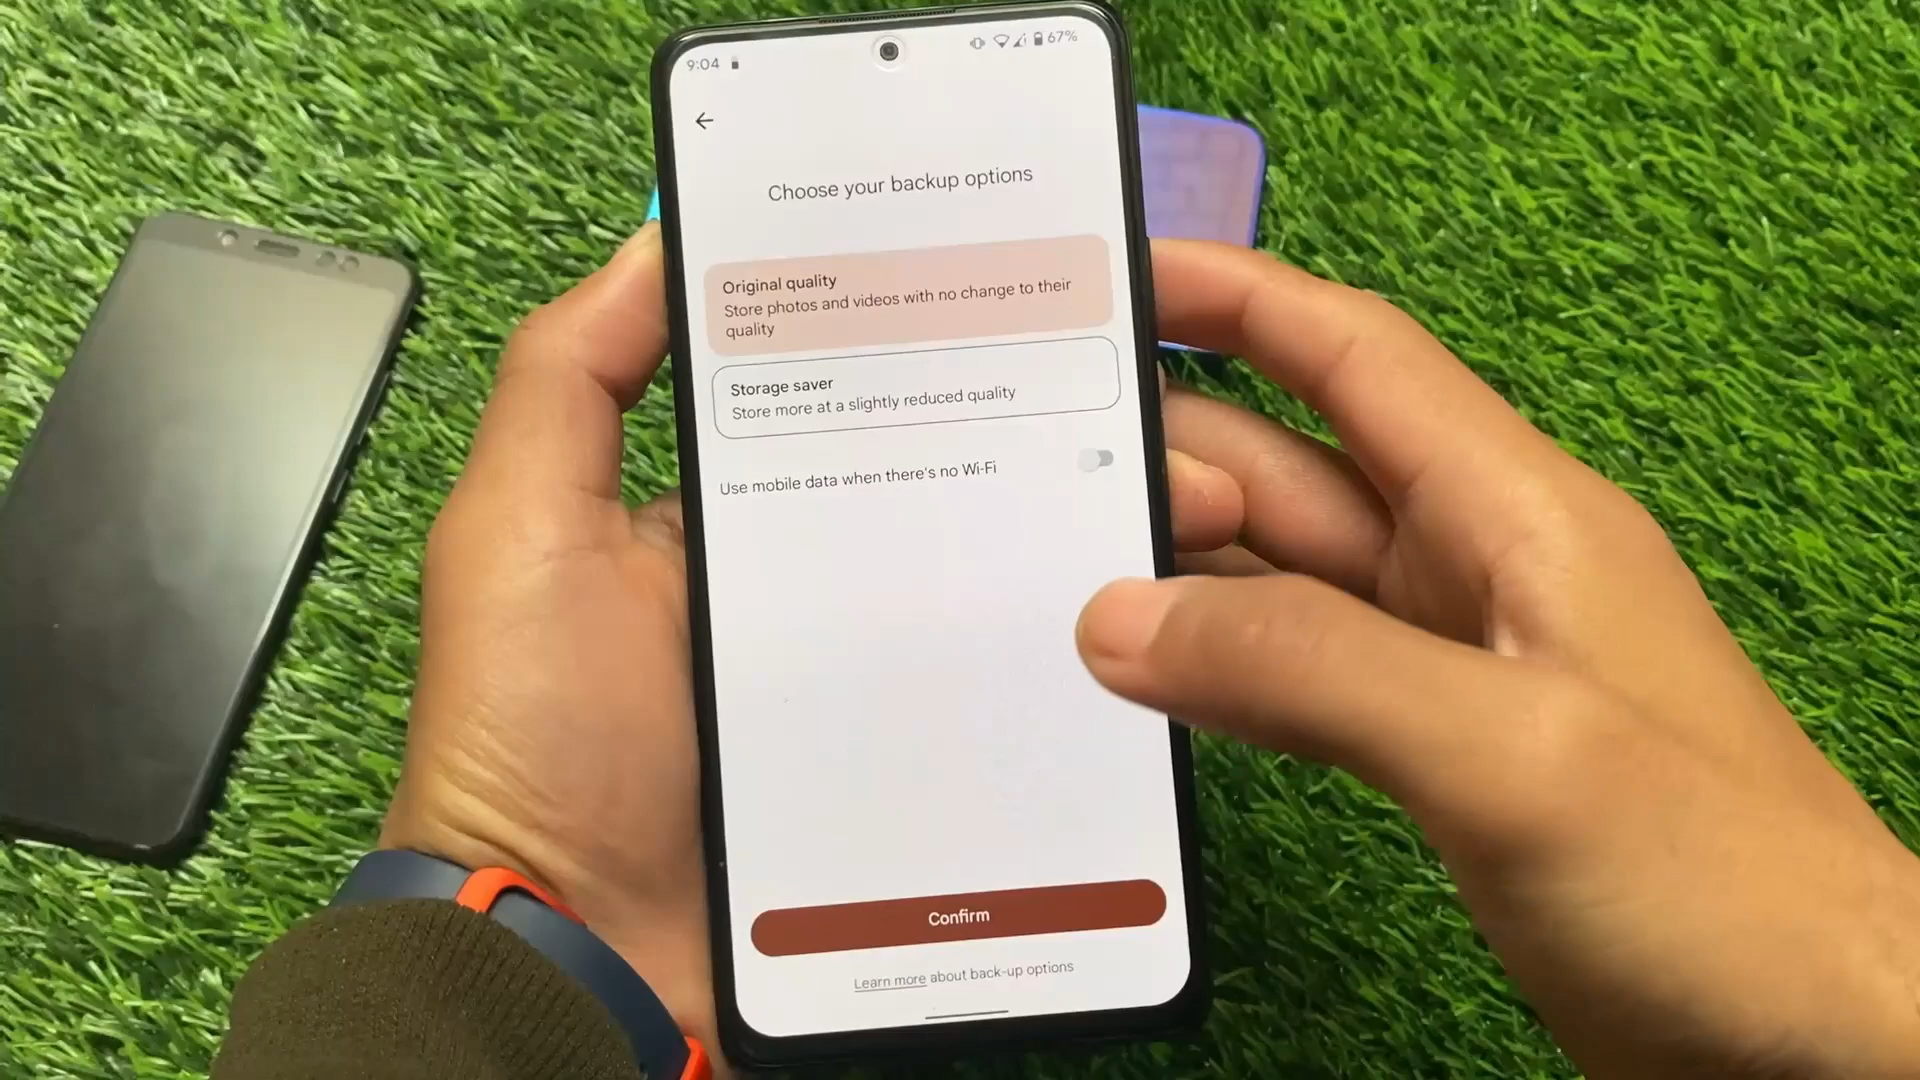 9:04
67%
Choose your backup options
Original quality
Store photos and videos with no change to their
quality
Storage saver
Store more at a slightly reduced quality
Use mobile data when there's no Wi-Fi
Confirm
Learn more about back-up options